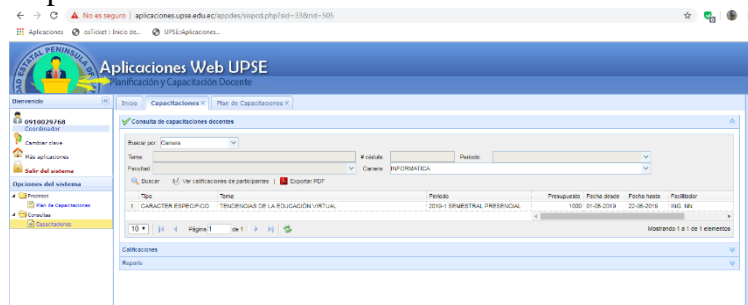 No es seguro | aplicaciones.upse.edu.ec/appdes/sispcd.php?sid=33&rid=505
Aplicaciones osTicket : Inicio de... UPSE:Aplicaciones...
ESTATAL PENINSULA
Aplicaciones Web UPSE
Planificación y Capacitación Docente
Bienvenido
0910029768
Coordinador
Cambiar clave
Más aplicaciones
Salir del sistema
Opciones del sistema
Procesos
Plan de Capacitaciones
Consultas
Capacitaciones
Inicio Capacitaciones × Plan de Capacitaciones ×
Consulta de capacitaciones docentes
Buscar por: Carrera
Tema # cédula Periodo
Facultad Carrera INFORMATICA
Buscar Ver calificaciones de participantes | Exportar PDF
Tipo Tema Periodo Presupuesto Fecha desde Fecha hasta Facilitador
1 CARACTER ESPECIFICO TENDENCIAS DE LA EDUCACIÓN VIRTUAL 2019-1 SEMESTRAL PRESENCIAL 1000 01-05-2019 22-05-2019 ING. NN
10 Página 1 de 1 Mostrando 1 a 1 de 1 elementos
Calificaciones
Reporte